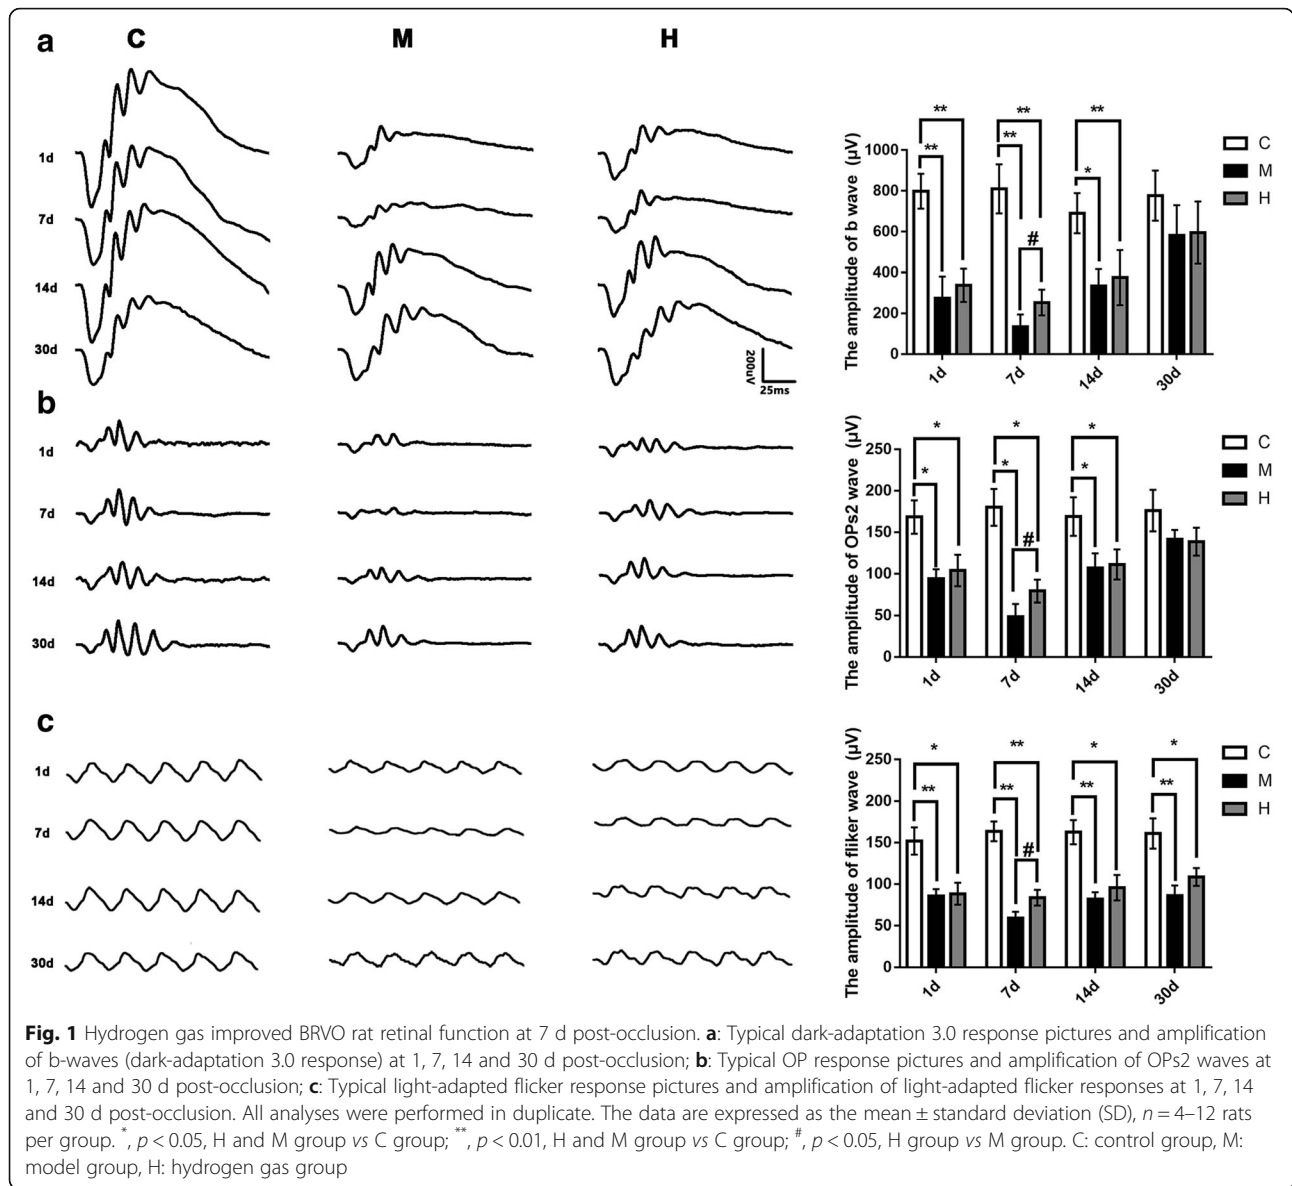 a
C
M
H
1d
7d
14d
30d
200uV
25ms
The amplitude of b wave (μV)
1000
800
600
400
200
0
** ** **
** ** *
#
1d 7d 14d 30d
C
M
H
b
1d
7d
14d
30d
The amplitude of OPs2 wave (μV)
250
200
150
100
50
0
* * *
* * *
#
1d 7d 14d 30d
C
M
H
c
1d
7d
14d
30d
The amplitude of fliker wave (μV)
250
200
150
100
50
0
* ** * *
** ** ** **
#
1d 7d 14d 30d
C
M
H
Fig. 1 Hydrogen gas improved BRVO rat retinal function at 7 d post-occlusion. a: Typical dark-adaptation 3.0 response pictures and amplification
of b-waves (dark-adaptation 3.0 response) at 1, 7, 14 and 30 d post-occlusion; b: Typical OP response pictures and amplification of OPs2 waves at
1, 7, 14 and 30 d post-occlusion; c: Typical light-adapted flicker response pictures and amplification of light-adapted flicker responses at 1, 7, 14
and 30 d post-occlusion. All analyses were performed in duplicate. The data are expressed as the mean ± standard deviation (SD), n = 4–12 rats
per group. *, p < 0.05, H and M group vs C group; **, p < 0.01, H and M group vs C group; #, p < 0.05, H group vs M group. C: control group, M:
model group, H: hydrogen gas group